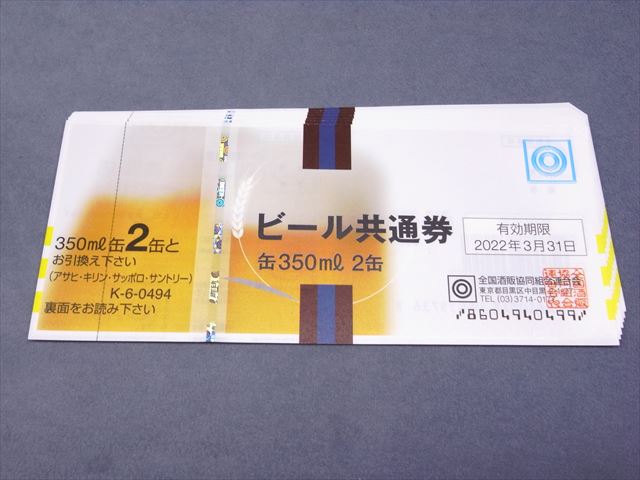 350ml缶2缶と
お引換え下さい
(アサヒ・キリン・サッポロ・サントリー)
K-6-0494
裏面をお読み下さい
ビール共通券
缶350ml 2缶
有効期限
2022年3月31日
全国酒販協同組合連合会
東京都目黒区中目黒
TEL (03)3714-01
8604940499